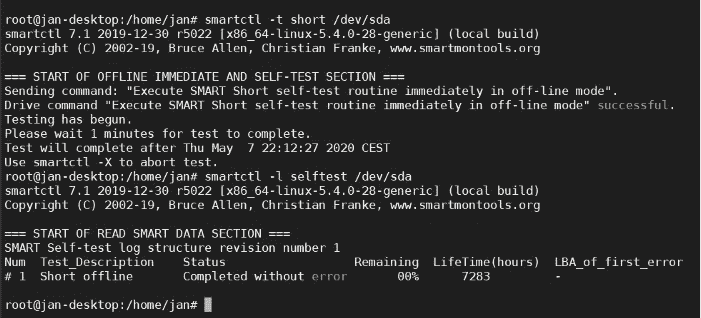 root@jan-desktop:/home/jan# smartctl -t short /dev/sda
smartctl 7.1 2019-12-30 r5022 [x86_64-linux-5.4.0-28-generic] (local build)
Copyright (C) 2002-19, Bruce Allen, Christian Franke, www.smartmontools.org

=== START OF OFFLINE IMMEDIATE AND SELF-TEST SECTION ===
Sending command: "Execute SMART Short self-test routine immediately in off-line mode".
Drive command "Execute SMART Short self-test routine immediately in off-line mode" successful.
Testing has begun.
Please wait 1 minutes for test to complete.
Test will complete after Thu May  7 22:12:27 2020 CEST
Use smartctl -X to abort test.
root@jan-desktop:/home/jan# smartctl -l selftest /dev/sda
smartctl 7.1 2019-12-30 r5022 [x86_64-linux-5.4.0-28-generic] (local build)
Copyright (C) 2002-19, Bruce Allen, Christian Franke, www.smartmontools.org

=== START OF READ SMART DATA SECTION ===
SMART Self-test log structure revision number 1
Num  Test_Description    Status                  Remaining  LifeTime(hours)  LBA_of_first_error
# 1  Short offline       Completed without error       00%      7283         -

root@jan-desktop:/home/jan#